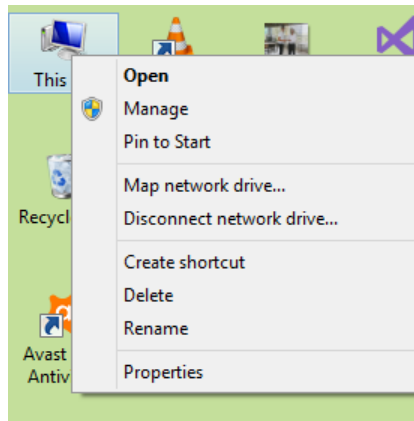 This
Open
Manage
Pin to Start
Map network drive...
Recycl
Disconnect network drive...
Create shortcut
Delete
Rename
Avast
Antiv
Properties